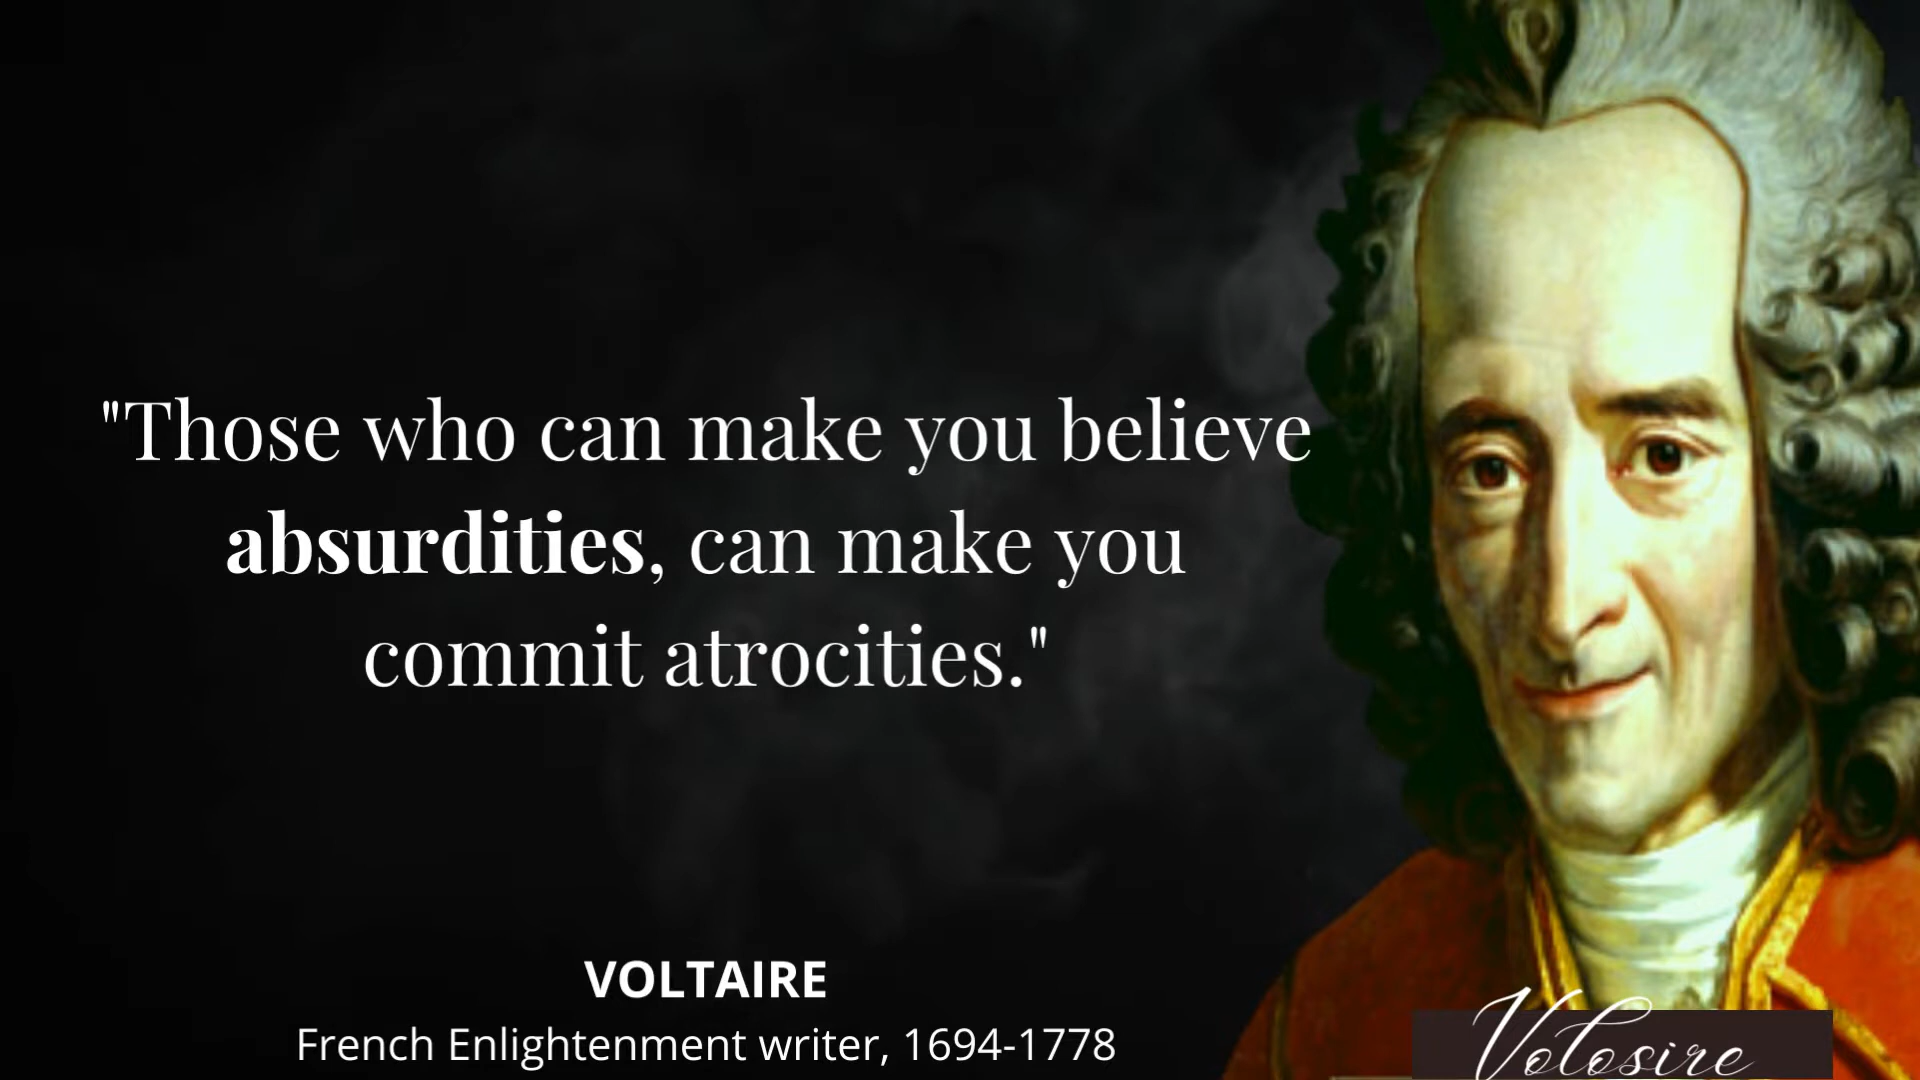 "Those who can make you believe
absurdities, can make you
commit atrocities."
VOLTAIRE
French Enlightenment writer, 1694-1778
Volosire